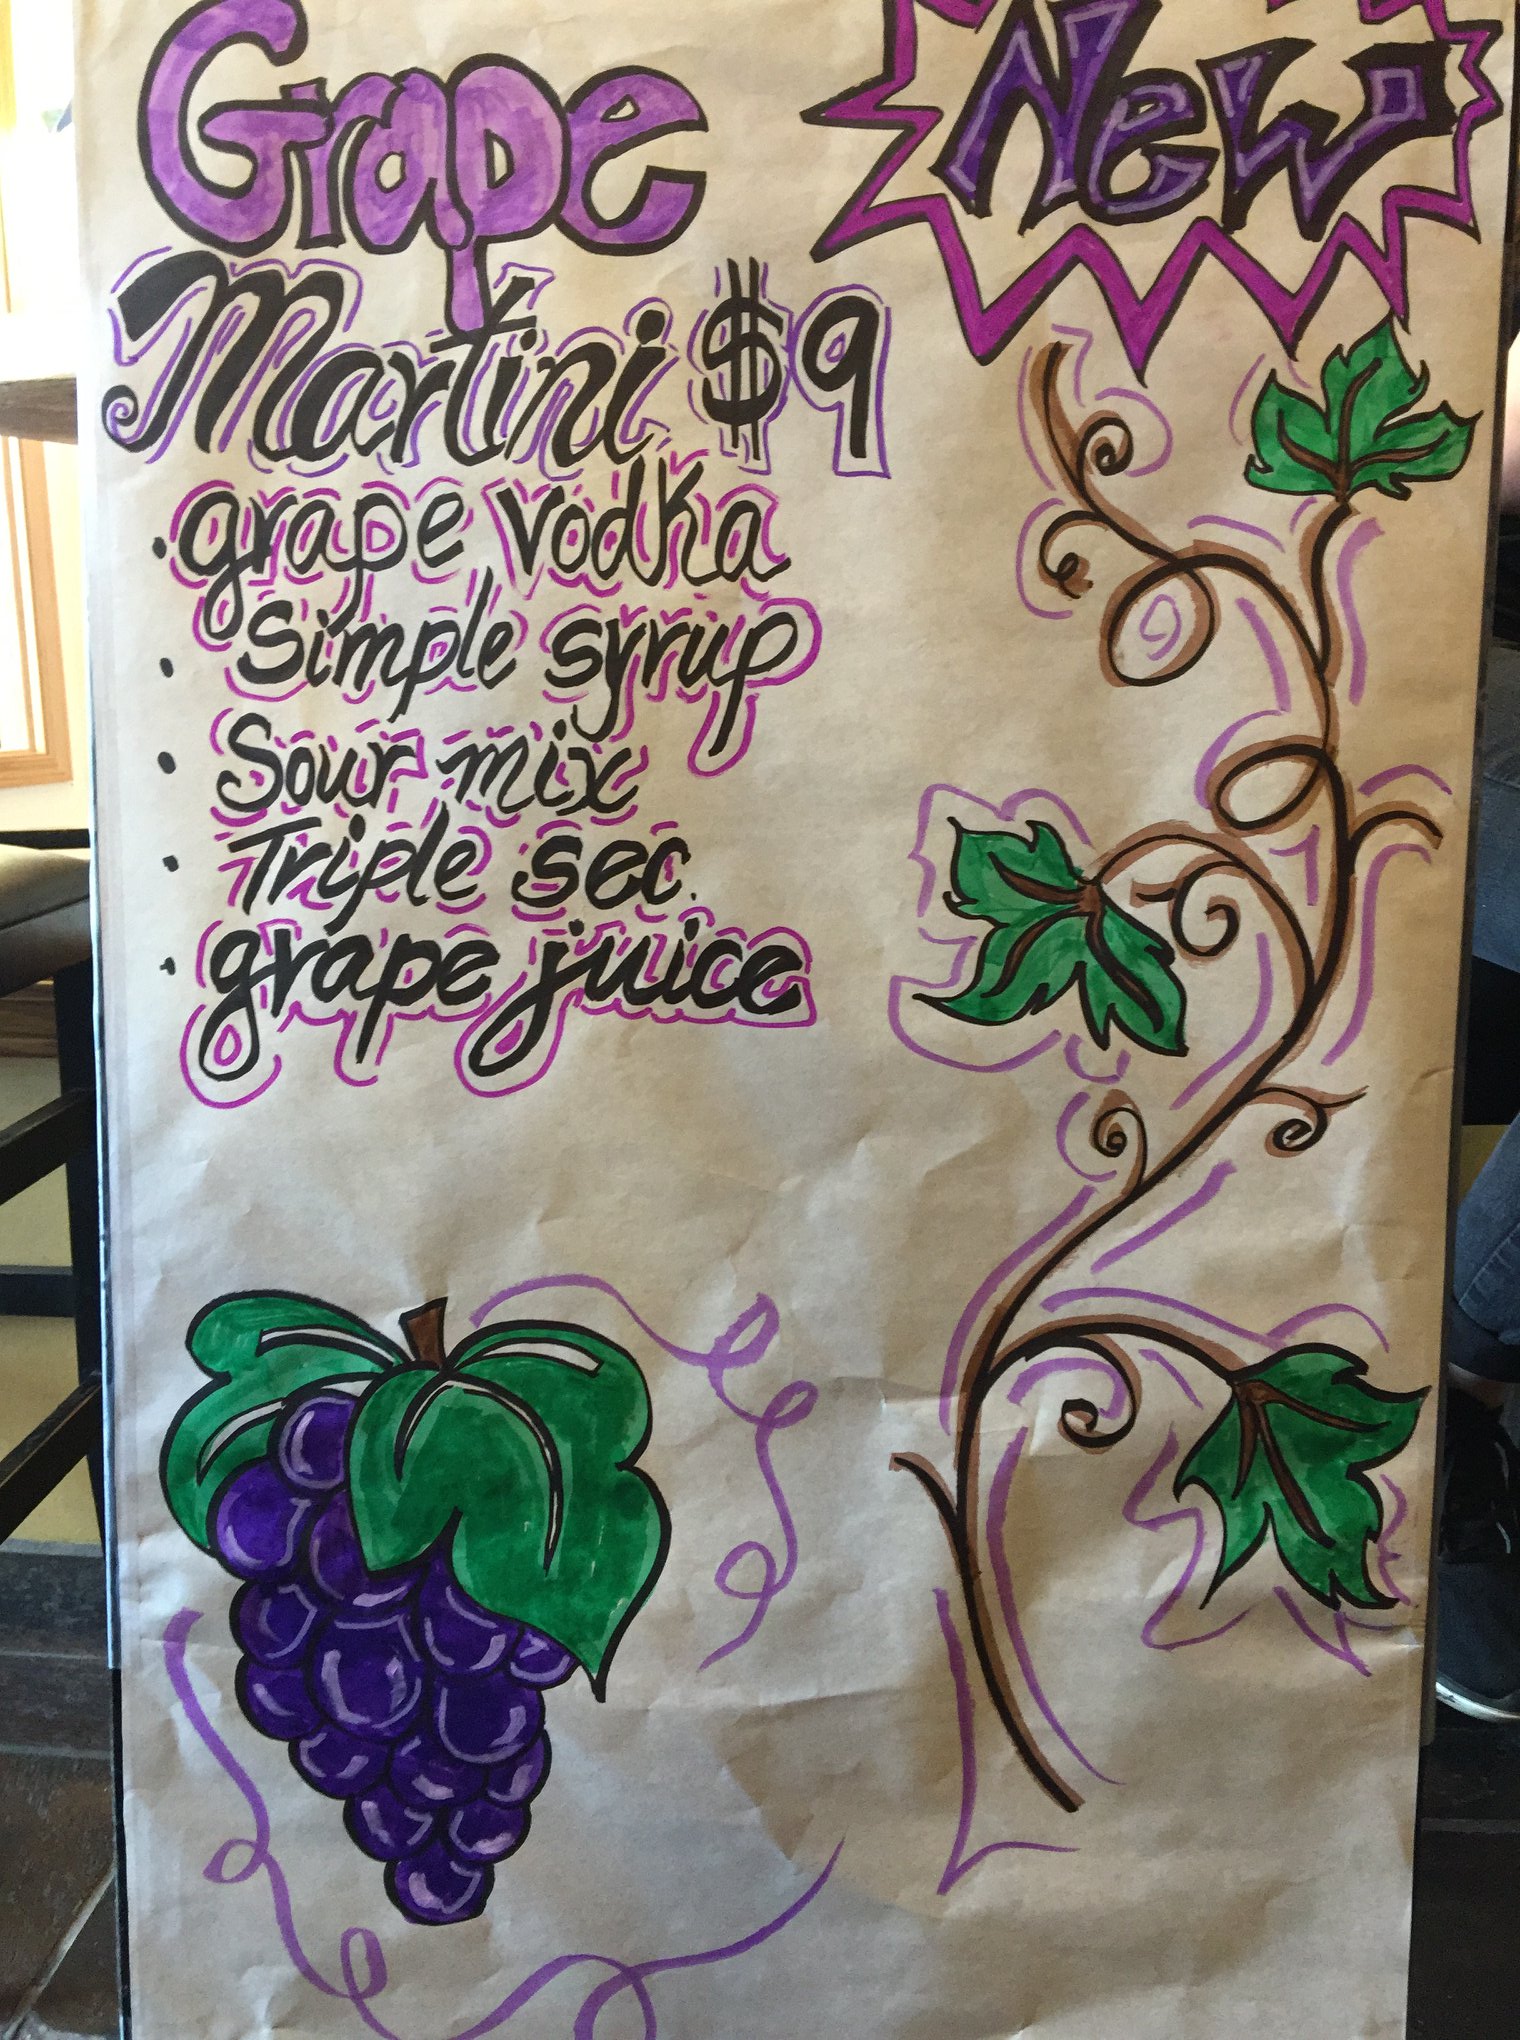 Grape
New
Martini $9
• grape vodka
• Simple syrup
• Sour mix
• Triple sec.
• grape juice